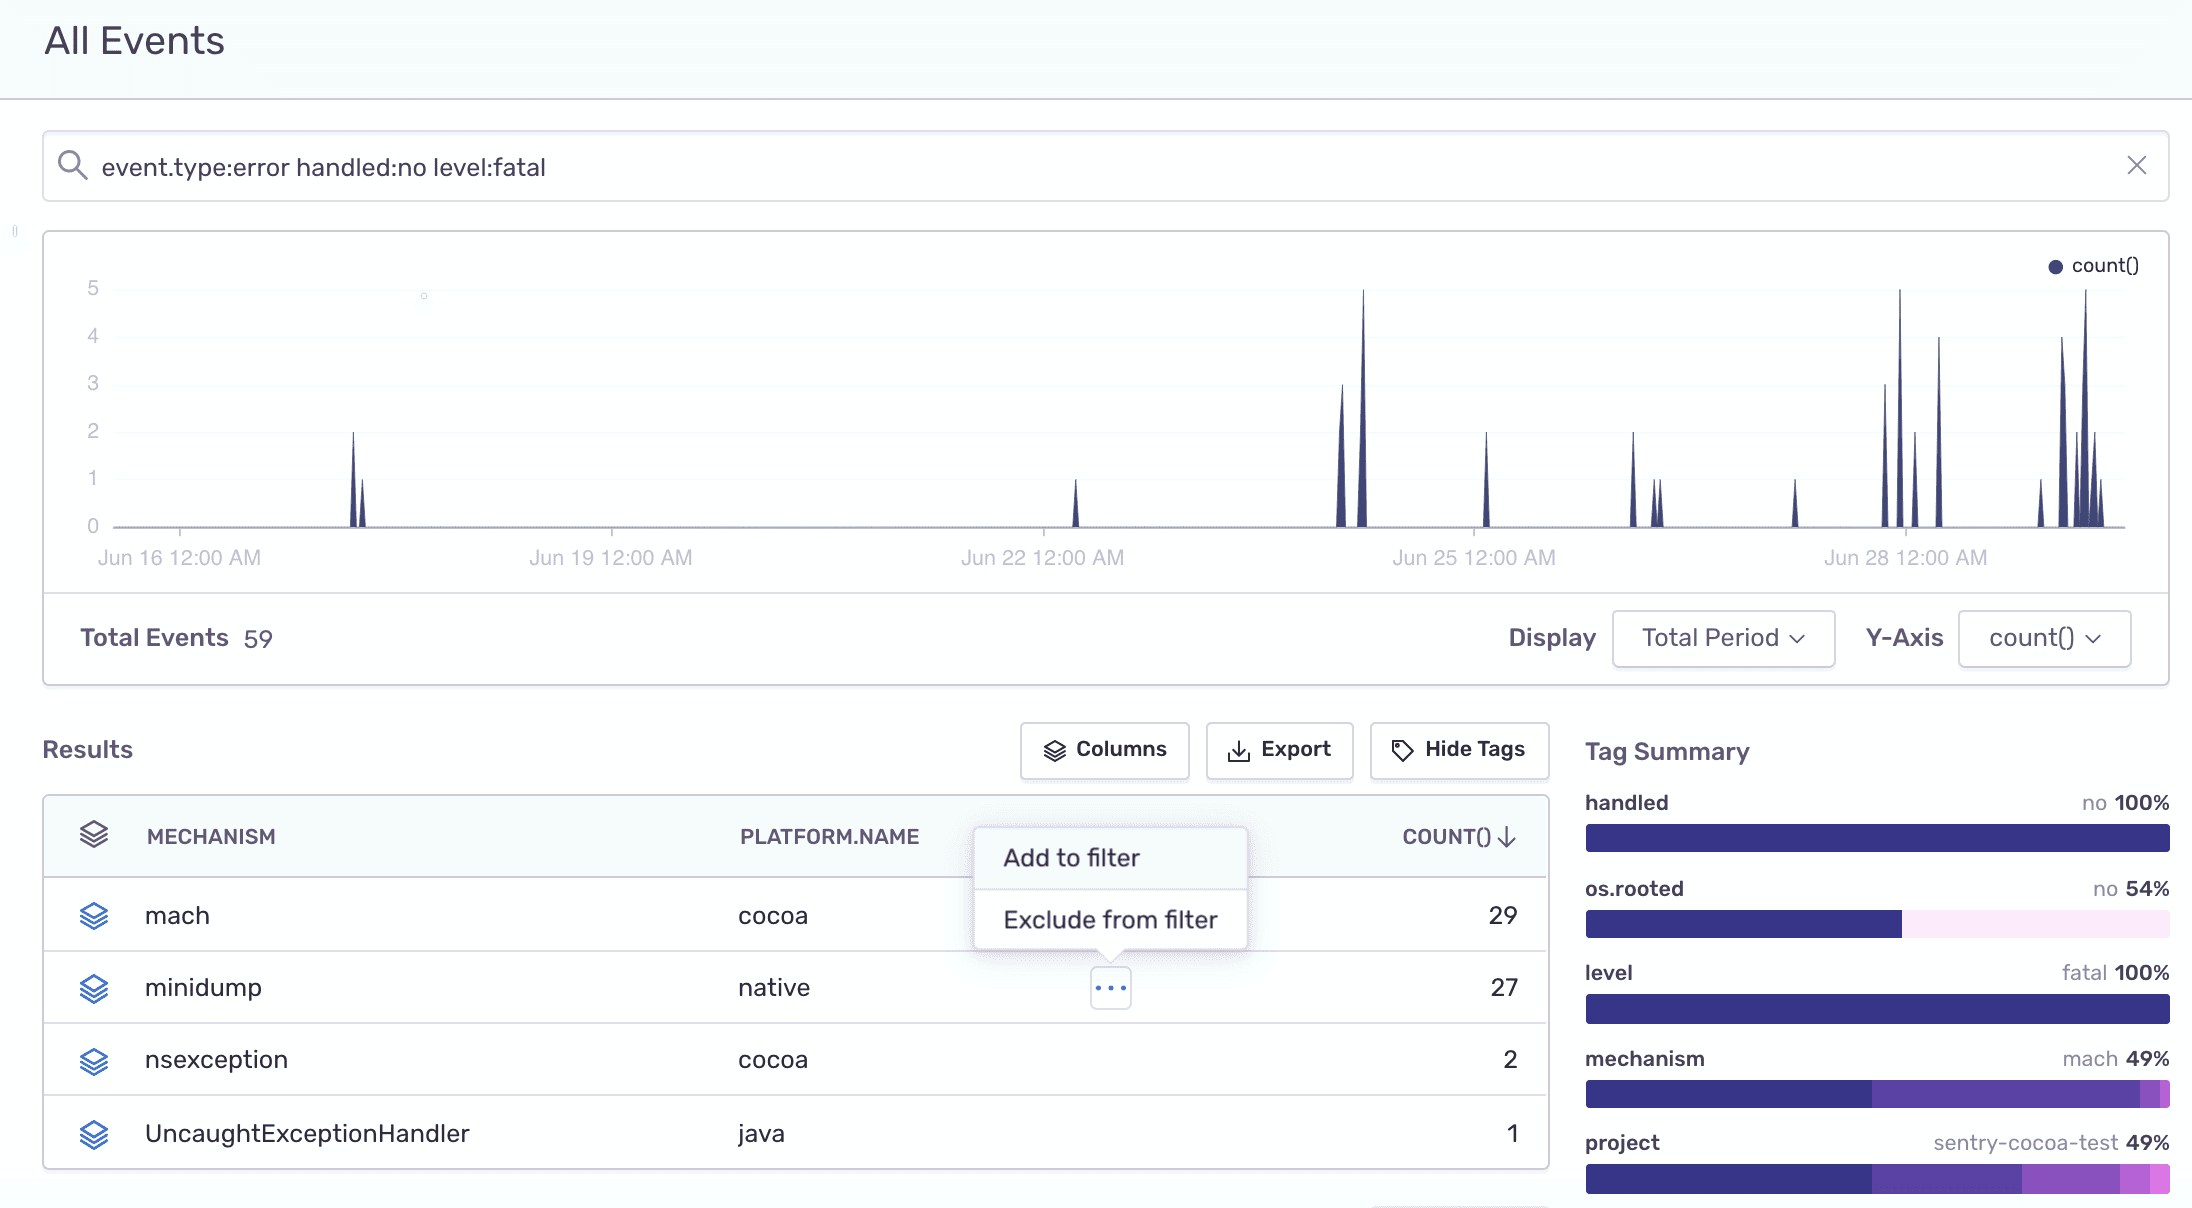 All Events
event.type:error handled:no level:fatal
count()
5
4
3
2
1
0
Jun 16 12:00 AM Jun 19 12:00 AM Jun 22 12:00 AM Jun 25 12:00 AM Jun 28 12:00 AM
Total Events 59 Display Total Period Y-Axis count()
Results Columns Export Hide Tags
MECHANISM PLATFORM.NAME COUNT()
Add to filter
Exclude from filter
mach cocoa 29
minidump native 27
nsexception cocoa 2
UncaughtExceptionHandler java 1
Tag Summary
handled no 100%
os.rooted no 54%
level fatal 100%
mechanism mach 49%
project sentry-cocoa-test 49%